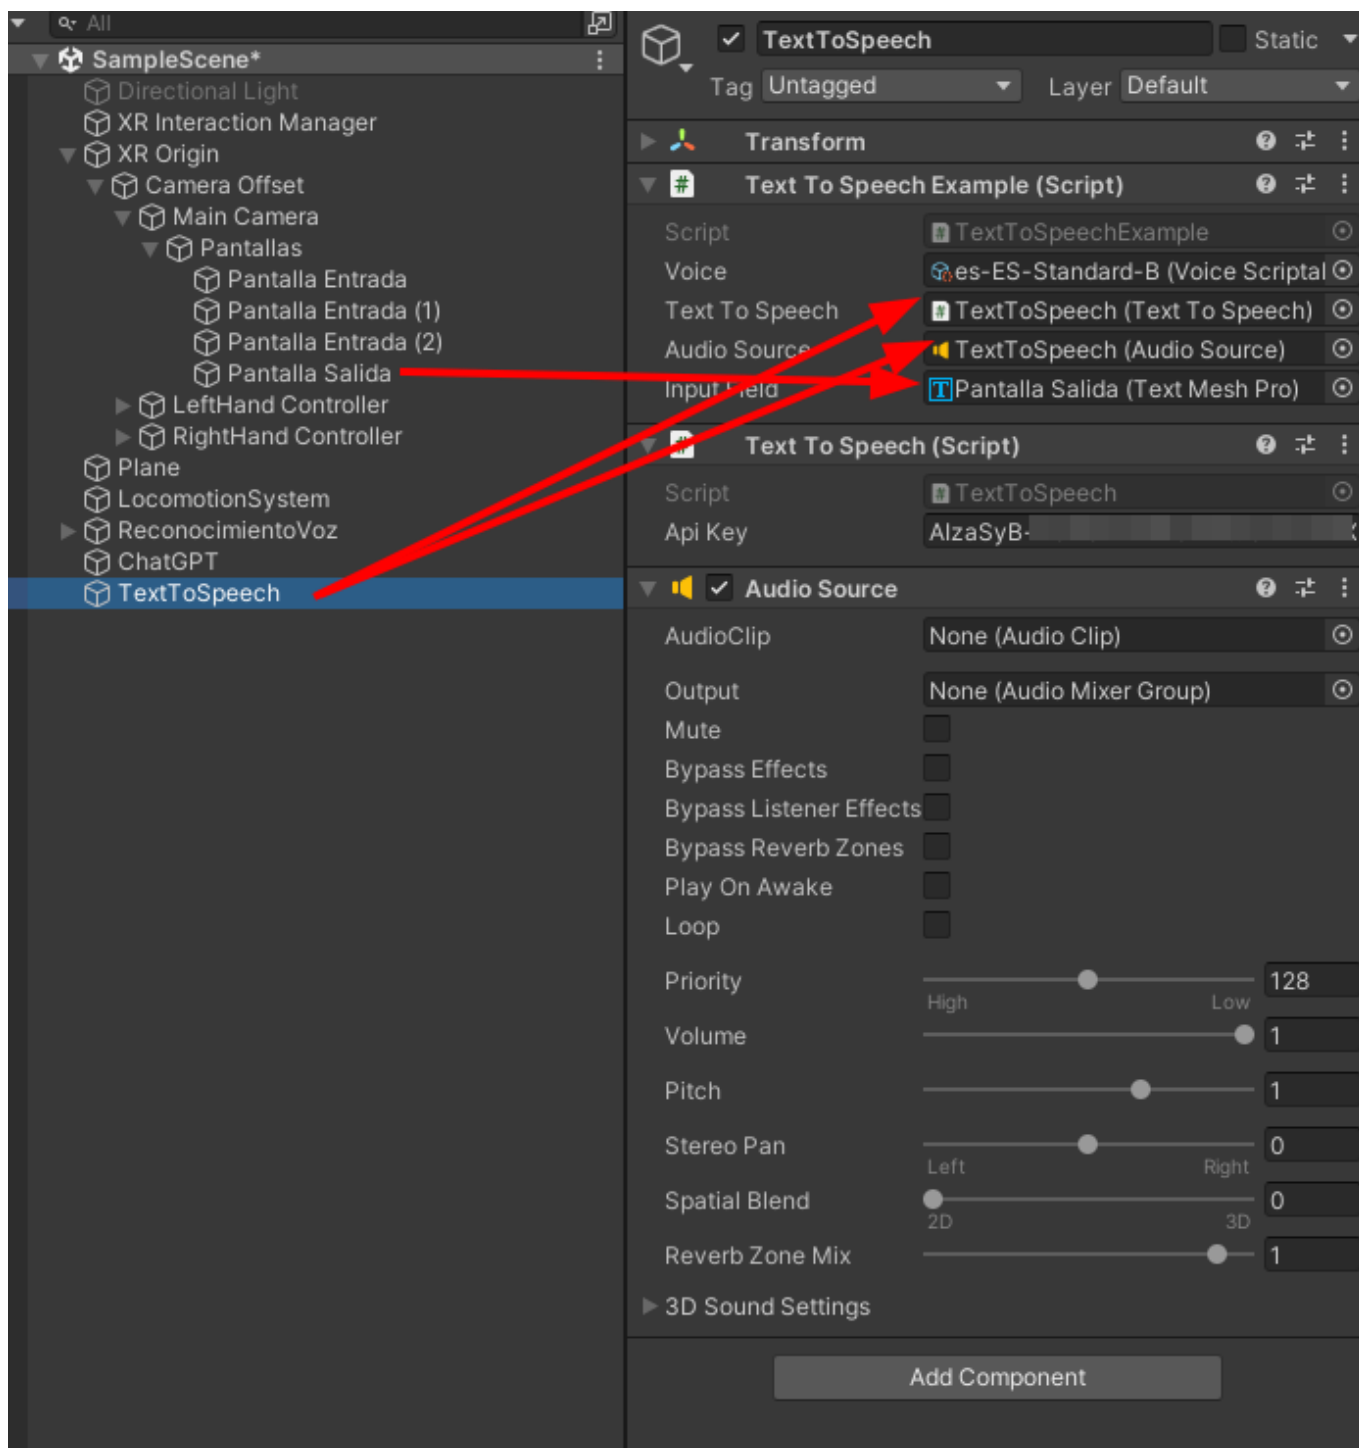 All
SampleScene*
Directional Light
XR Interaction Manager
XR Origin
Camera Offset
Main Camera
Pantallas
Pantalla Entrada
Pantalla Entrada (1)
Pantalla Entrada (2)
Pantalla Salida
LeftHand Controller
RightHand Controller
Plane
LocomotionSystem
ReconocimientoVoz
ChatGPT
TextToSpeech
TextToSpeech Static
Tag Untagged Layer Default
Transform
# Text To Speech Example (Script)
Script # TextToSpeechExample
Voice es-ES-Standard-B (Voice Scriptal
Text To Speech # TextToSpeech (Text To Speech)
Audio Source TextToSpeech (Audio Source)
Input Field Pantalla Salida (Text Mesh Pro)
# Text To Speech (Script)
Script # TextToSpeech
Api Key AIzaSyB-
Audio Source
AudioClip None (Audio Clip)
Output None (Audio Mixer Group)
Mute
Bypass Effects
Bypass Listener Effects
Bypass Reverb Zones
Play On Awake
Loop
Priority 128
High Low
Volume 1
Pitch 1
Stereo Pan 0
Left Right
Spatial Blend 0
2D 3D
Reverb Zone Mix 1
3D Sound Settings
Add Component